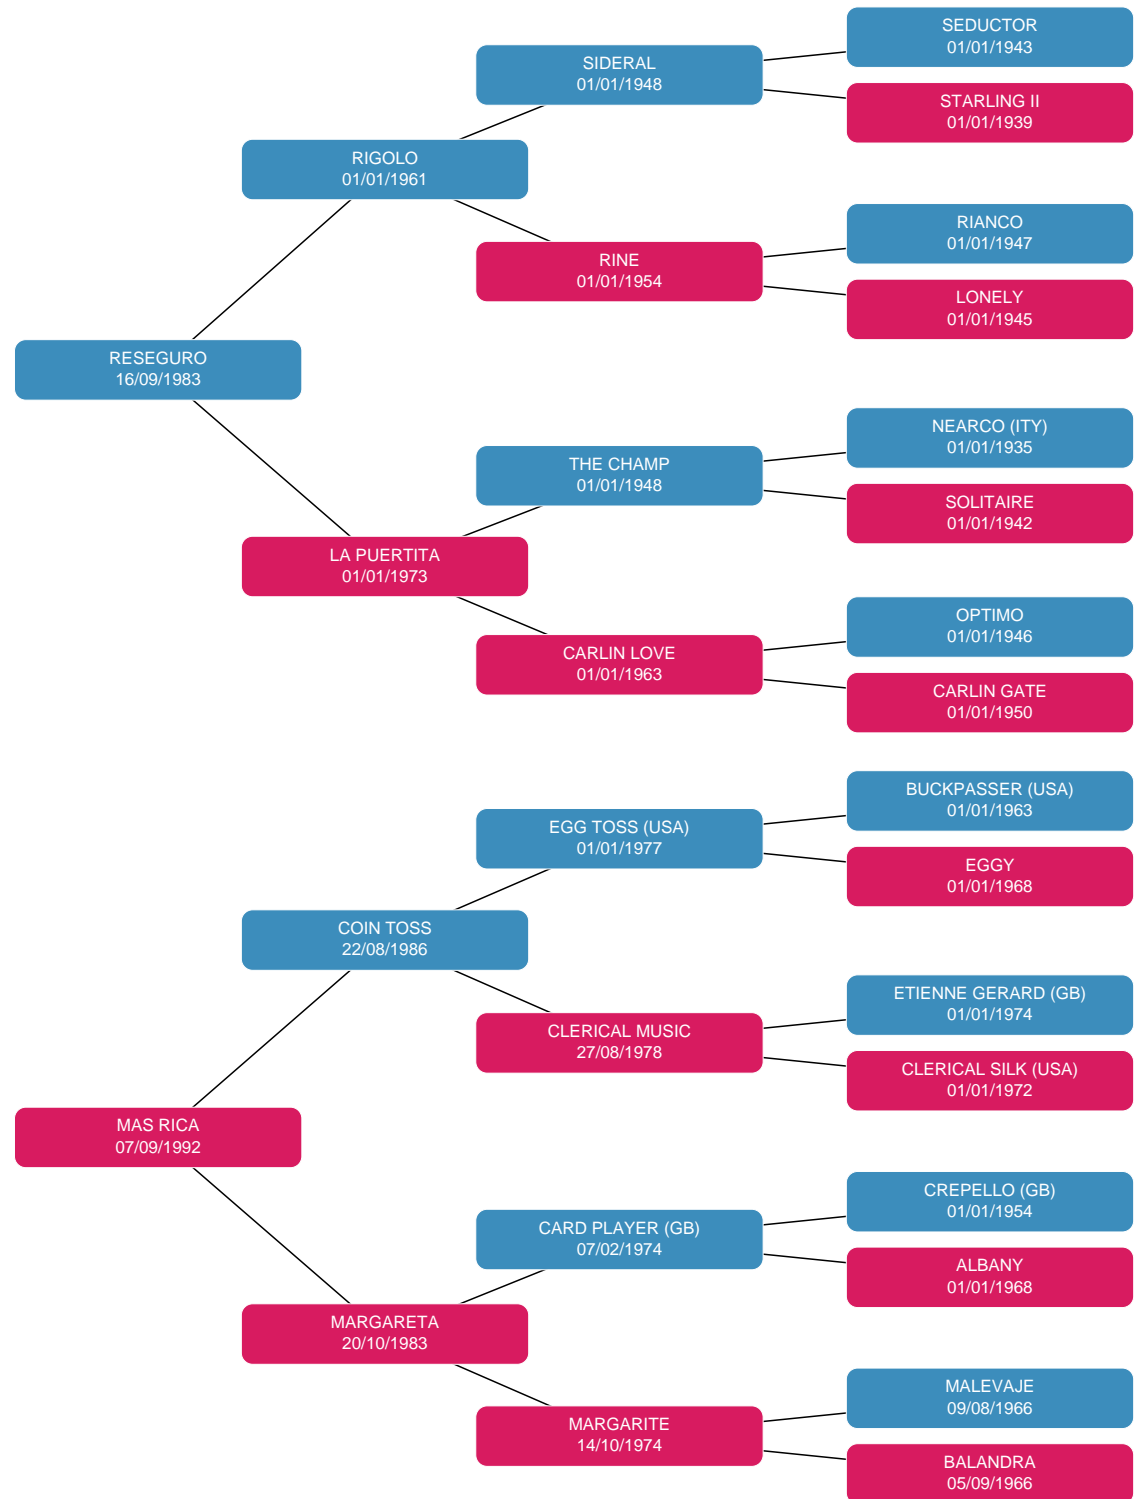 SEDUCTOR
01/01/1943
SIDERAL
01/01/1948
STARLING II
01/01/1939
RIGOLO
01/01/1961
RIANCO
01/01/1947
RINE
01/01/1954
LONELY
01/01/1945
RESEGURO
16/09/1983
NEARCO (ITY)
01/01/1935
THE CHAMP
01/01/1948
SOLITAIRE
01/01/1942
LA PUERTITA
01/01/1973
OPTIMO
01/01/1946
CARLIN LOVE
01/01/1963
CARLIN GATE
01/01/1950
BUCKPASSER (USA)
01/01/1963
EGG TOSS (USA)
01/01/1977
EGGY
01/01/1968
COIN TOSS
22/08/1986
ETIENNE GERARD (GB)
01/01/1974
CLERICAL MUSIC
27/08/1978
CLERICAL SILK (USA)
01/01/1972
MAS RICA
07/09/1992
CREPELLO (GB)
01/01/1954
CARD PLAYER (GB)
07/02/1974
ALBANY
01/01/1968
MARGARETA
20/10/1983
MALEVAJE
09/08/1966
MARGARITE
14/10/1974
BALANDRA
05/09/1966